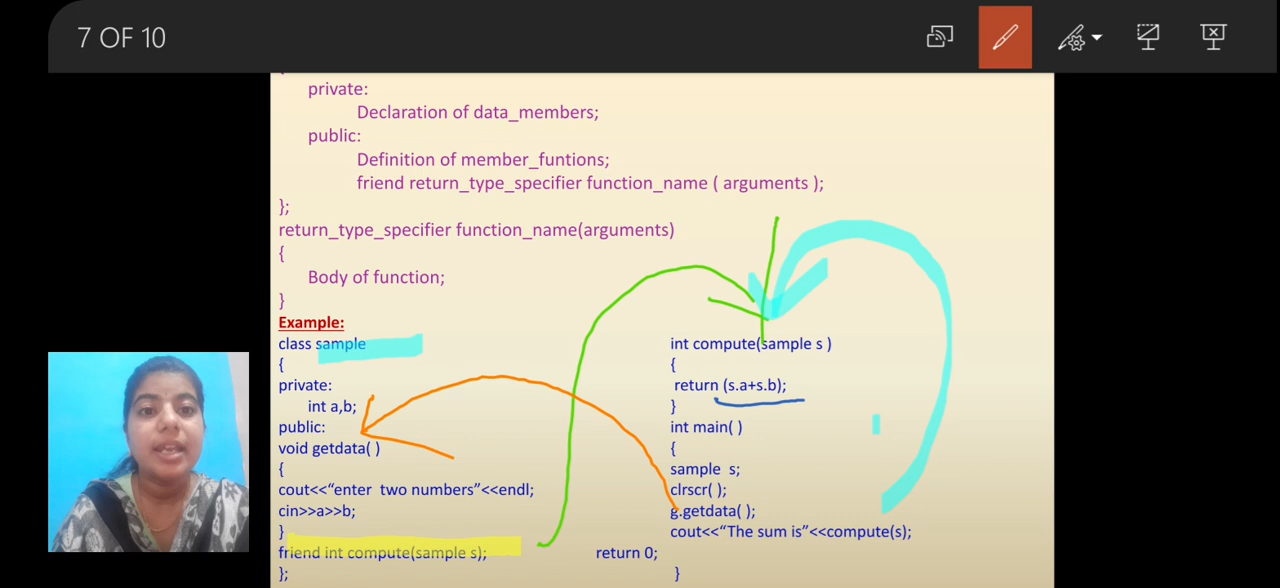 7 OF 10
{
private:
Declaration of data_members;
public:
Definition of member_funtions;
friend return_type_specifier function_name ( arguments );
};
return_type_specifier function_name(arguments)
{
Body of function;
}
Example:
class sample
{
private:
int a,b;
public:
void getdata( )
{
cout<<“enter two numbers”<<endl;
cin>>a>>b;
}
friend int compute(sample s);
};
int compute(sample s )
{
return (s.a+s.b);
}
int main( )
{
sample s;
clrscr( );
g.getdata( );
cout<<“The sum is”<<compute(s);
return 0;
}